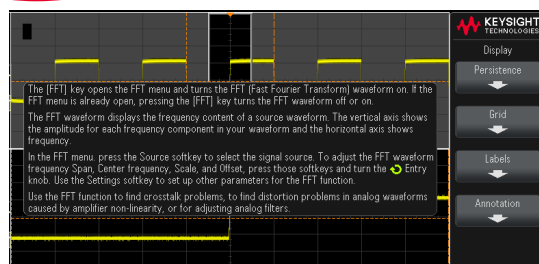 KEYSIGHT
TECHNOLOGIES
Display
Persistence
Grid
Labels
Annotation
The [FFT] key opens the FFT menu and turns the FFT (Fast Fourier Transform) waveform on. If the
FFT menu is already open, pressing the [FFT] key turns the FFT waveform off or on.
The FFT waveform displays the frequency content of a source waveform. The vertical axis shows
the amplitude for each frequency component in your waveform and the horizontal axis shows
frequency.
In the FFT menu, press the Source softkey to select the signal source. To adjust the FFT waveform
frequency Span, Center frequency, Scale, and Offset, press those softkeys and turn the Entry
knob. Use the Settings softkey to set up other parameters for the FFT function.
Use the FFT function to find crosstalk problems, to find distortion problems in analog waveforms
caused by amplifier non-linearity, or for adjusting analog filters.